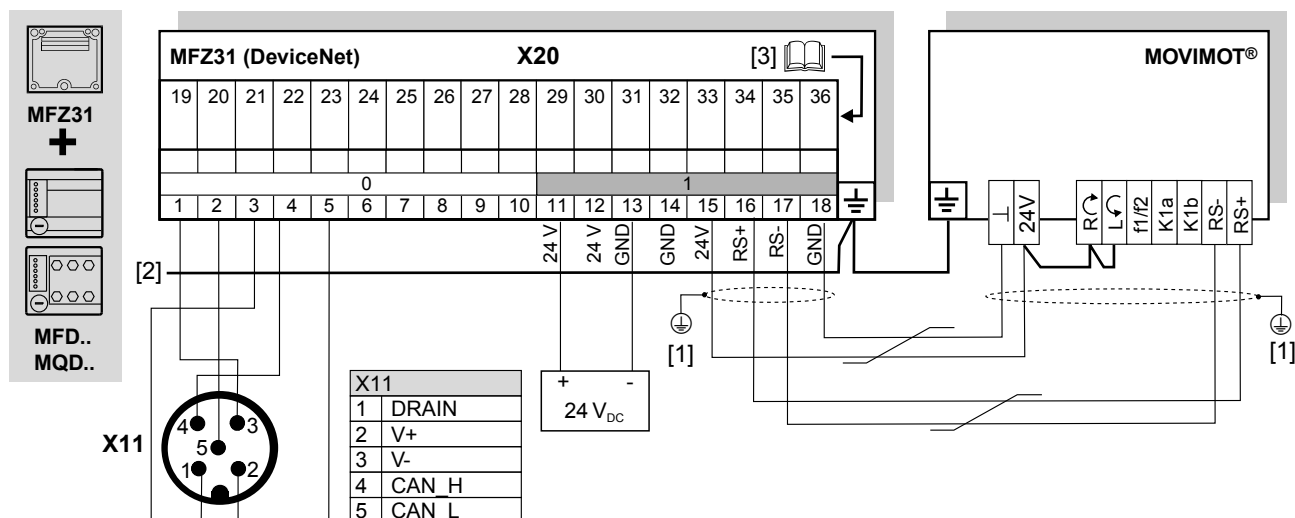 MFZ31
+
MFD..
MQD..
MFZ31 (DeviceNet) X20 [3]
19 20 21 22 23 24 25 26 27 28 29 30 31 32 33 34 35 36
0 1
1 2 3 4 5 6 7 8 9 10 11 12 13 14 15 16 17 18
24 V 24 V GND GND 24V RS+ RS- GND
MOVIMOT®
⊥ 24V R L f1/f2 K1a K1b RS- RS+
[2]
[1]
[1]
+ -
24 VDC
X11
4 3
5
1 2
X11
1 DRAIN
2 V+
3 V-
4 CAN_H
5 CAN_L